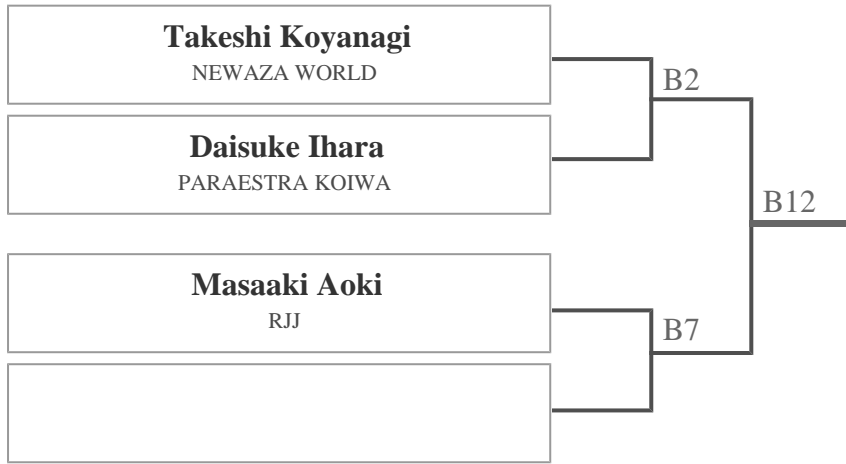 Takeshi Koyanagi
NEWAZA WORLD
B2
Daisuke Ihara
PARAESTRA KOIWA
B12
Masaaki Aoki
RJJ
B7